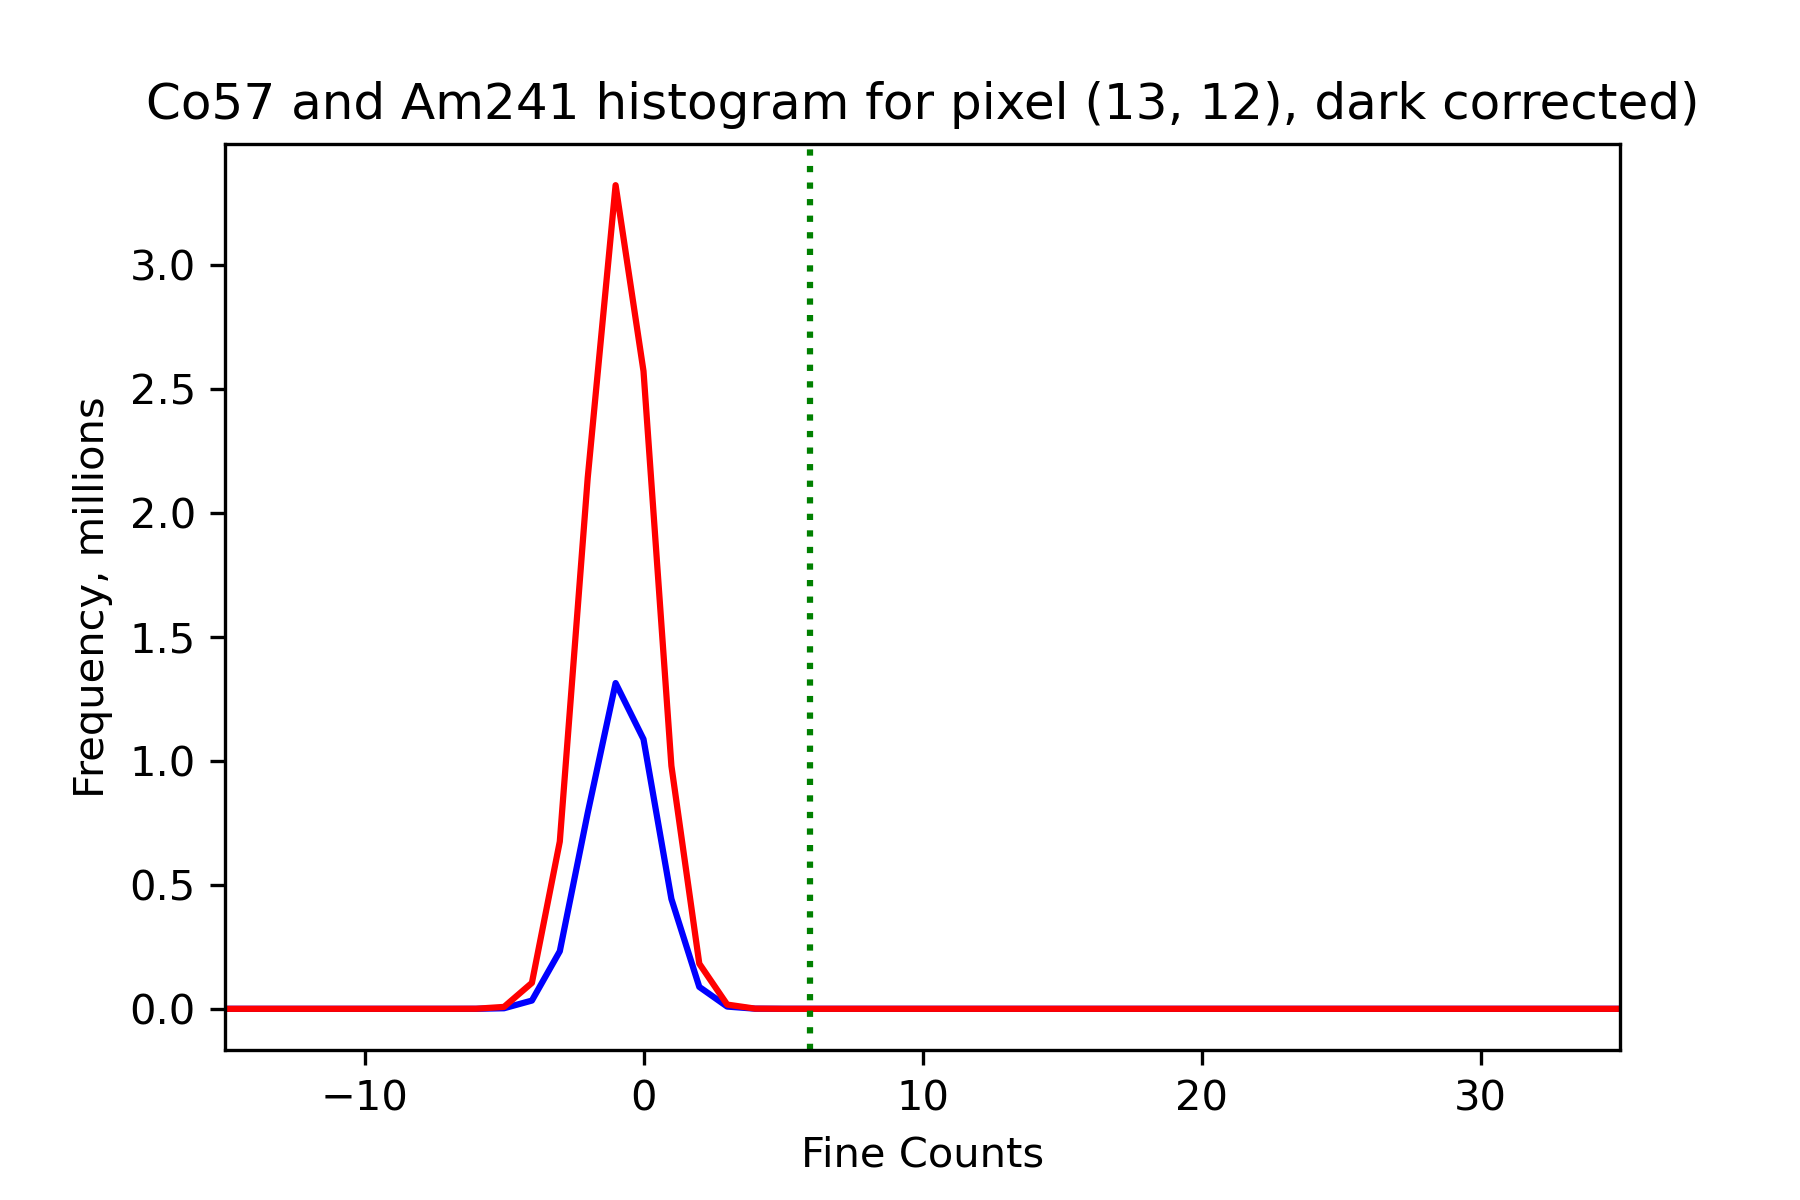 Co57 and Am241 histogram for pixel (13, 12), dark corrected)
3.0
2.5
2.0
1.5
1.0
0.5
0.0
Frequency, millions
−10 0 10 20 30
Fine Counts